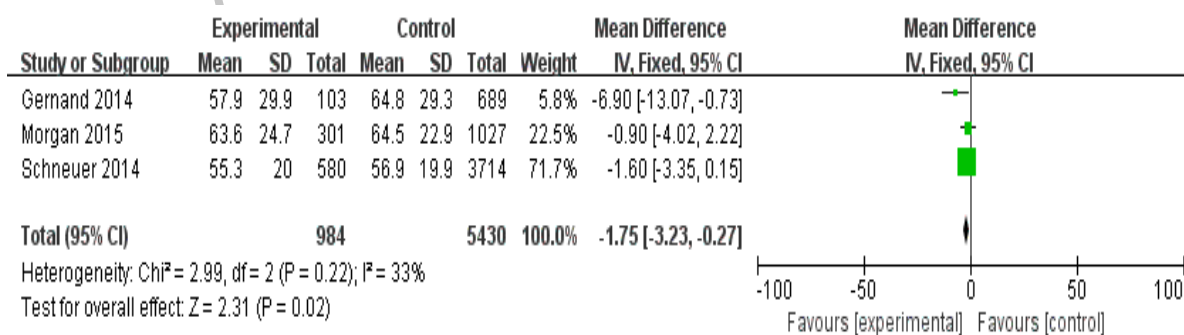 Experimental Control Mean Difference Mean Difference
Study or Subgroup Mean SD Total Mean SD Total Weight IV, Fixed, 95% CI IV, Fixed, 95% CI
Gernand 2014 57.9 29.9 103 64.8 29.3 689 5.8% -6.90 [-13.07, -0.73]
Morgan 2015 63.6 24.7 301 64.5 22.9 1027 22.5% -0.90 [-4.02, 2.22]
Schneuer 2014 55.3 20 580 56.9 19.9 3714 71.7% -1.60 [-3.35, 0.15]
Total (95% CI) 984 5430 100.0% -1.75 [-3.23, -0.27]
Heterogeneity: Chi² = 2.99, df = 2 (P = 0.22); I² = 33%
Test for overall effect: Z = 2.31 (P = 0.02)
-100 -50 0 50 100
Favours [experimental] Favours [control]